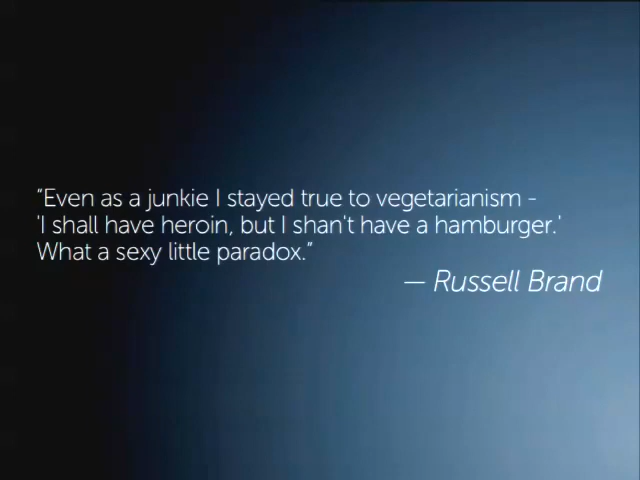 “Even as a junkie I stayed true to vegetarianism -
'I shall have heroin, but I shan't have a hamburger.'
What a sexy little paradox.”
— Russell Brand